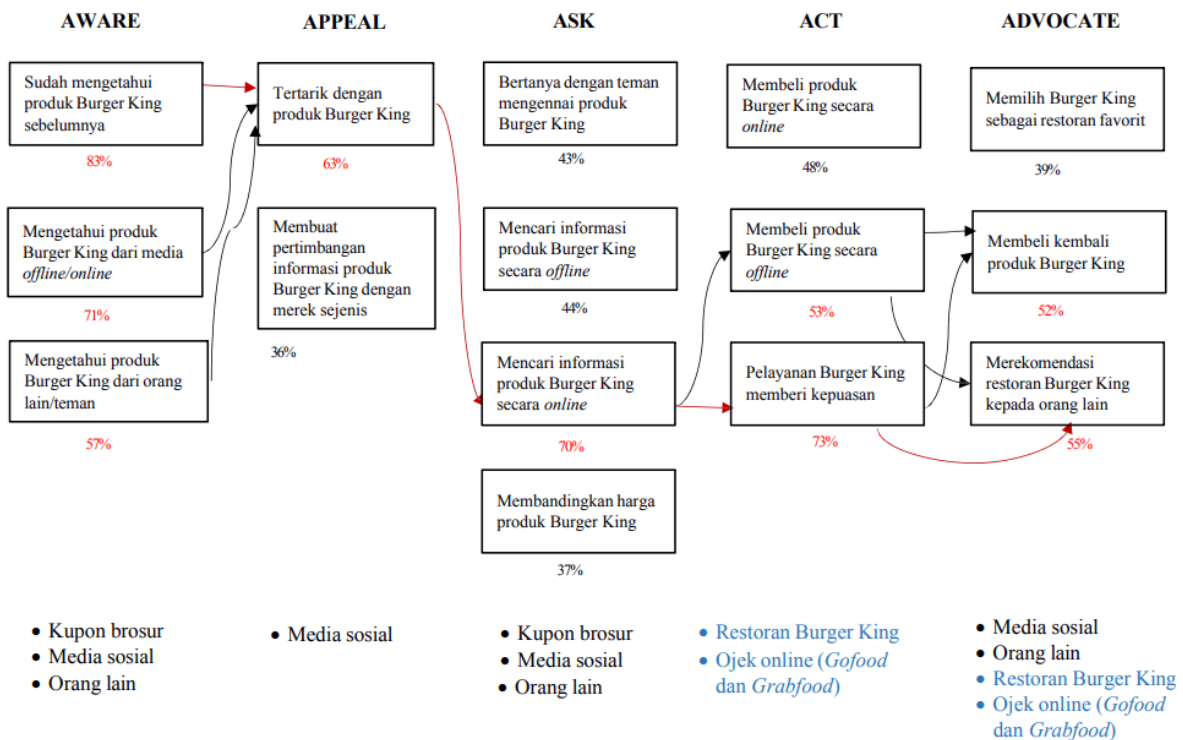 AWARE
APPEAL
ASK
ACT
ADVOCATE
Sudah mengetahui
produk Burger King
sebelumnya
83%
Mengetahui produk
Burger King dari media
offline/online
71%
Mengetahui produk
Burger King dari orang
lain/teman
57%
Tertarik dengan
produk Burger King
63%
Membuat
pertimbangan
informasi produk
Burger King dengan
merek sejenis
36%
Bertanya dengan teman
mengennai produk
Burger King
43%
Mencari informasi
produk Burger King
secara offline
44%
Mencari informasi
produk Burger King
secara online
70%
Membandingkan harga
produk Burger King
37%
Membeli produk
Burger King secara
online
48%
Membeli produk
Burger King secara
offline
53%
Pelayanan Burger King
memberi kepuasan
73%
Memilih Burger King
sebagai restoran favorit
39%
Membeli kembali
produk Burger King
52%
Merekomendasi
restoran Burger King
kepada orang lain
55%
• Kupon brosur
• Media sosial
• Orang lain
• Media sosial
• Kupon brosur
• Media sosial
• Orang lain
• Restoran Burger King
• Ojek online (Gofood
dan Grabfood)
• Media sosial
• Orang lain
• Restoran Burger King
• Ojek online (Gofood
dan Grabfood)